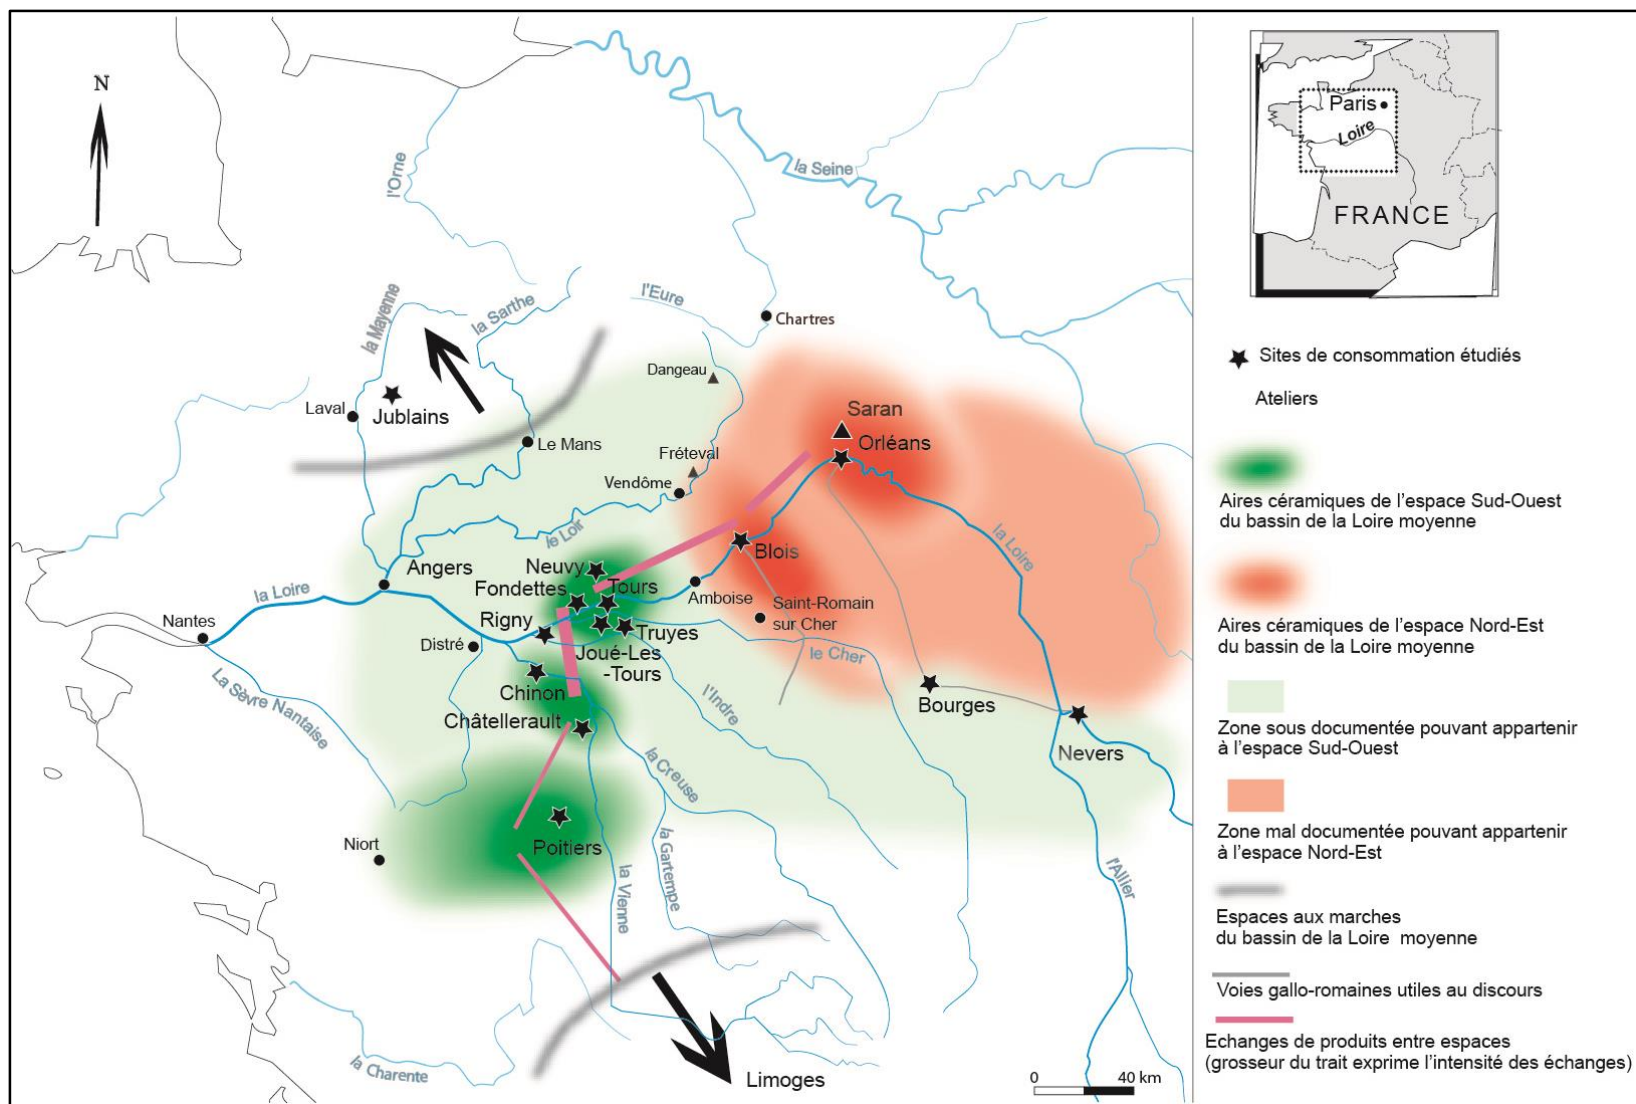 N
l'Orne
la Seine
la Mayenne
la Sarthe
l'Eure
Chartres
Dangeau
Laval
Jublains
Le Mans
Saran
Orléans
Fréteval
Vendôme
le Loir
la Loire
Blois
Neuvy
Fondettes
Tours
Angers
la Loire
Amboise
Saint-Romain
sur Cher
Nantes
Rigny
Truyes
Distré
Joué-Les
-Tours
le Cher
La Sèvre Nantaise
Chinon
l'Indre
Bourges
Châtellerault
Nevers
la Creuse
Niort
Poitiers
la Gartempe
la Vienne
l'Allier
la Charente
Limoges
0 40 km
Paris
Loire
FRANCE
Sites de consommation étudiés
Ateliers
Aires céramiques de l'espace Sud-Ouest
du bassin de la Loire moyenne
Aires céramiques de l'espace Nord-Est
du bassin de la Loire moyenne
Zone sous documentée pouvant appartenir
à l'espace Sud-Ouest
Zone mal documentée pouvant appartenir
à l'espace Nord-Est
Espaces aux marches
du bassin de la Loire moyenne
Voies gallo-romaines utiles au discours
Echanges de produits entre espaces
(grosseur du trait exprime l'intensité des échanges)